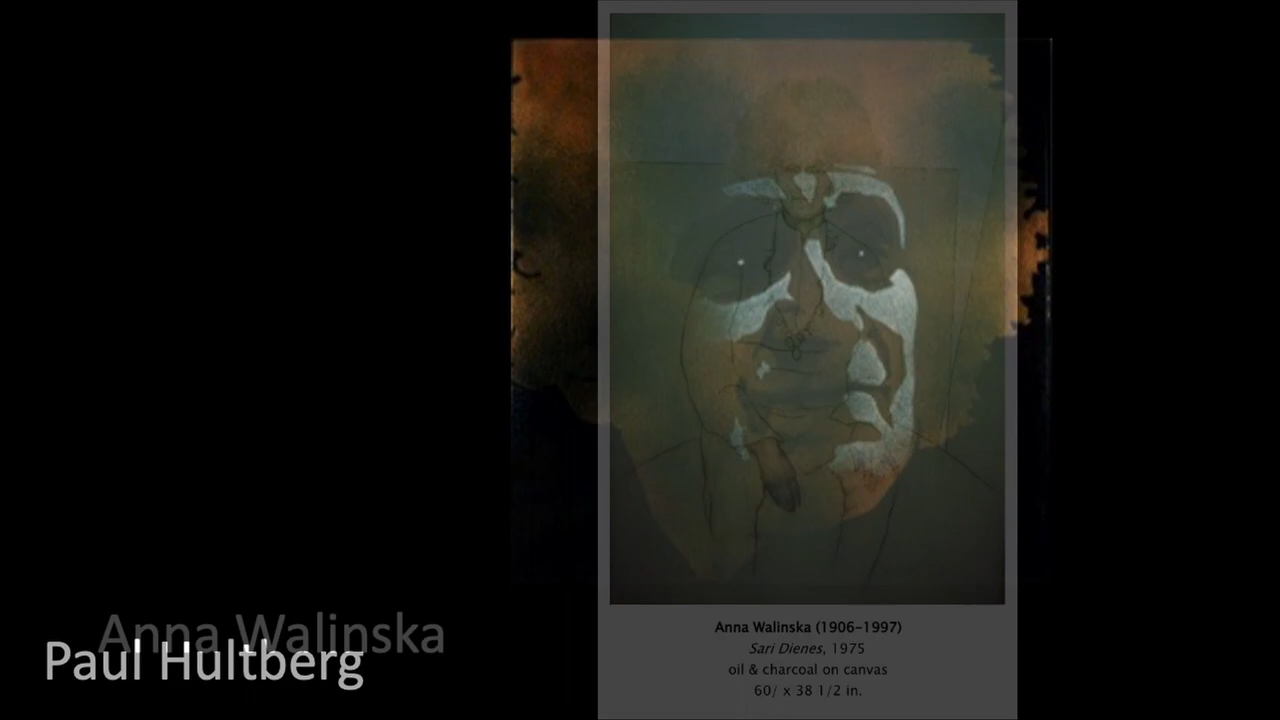 Anna Walinska
Paul Hultberg
Anna Walinska (1906-1997)
Sari Dienes, 1975
oil & charcoal on canvas
60/ x 38 1/2 in.